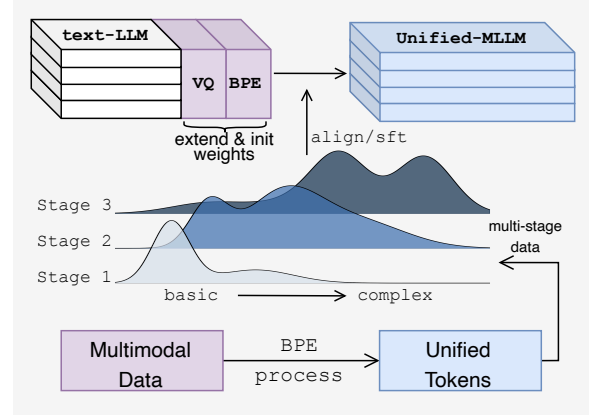 text-LLM
Unified-MLLM
VQ
BPE
extend & init
weights
align/sft
Stage 3
Stage 2
Stage 1
multi-stage
data
basic
complex
Multimodal
Data
BPE
process
Unified
Tokens